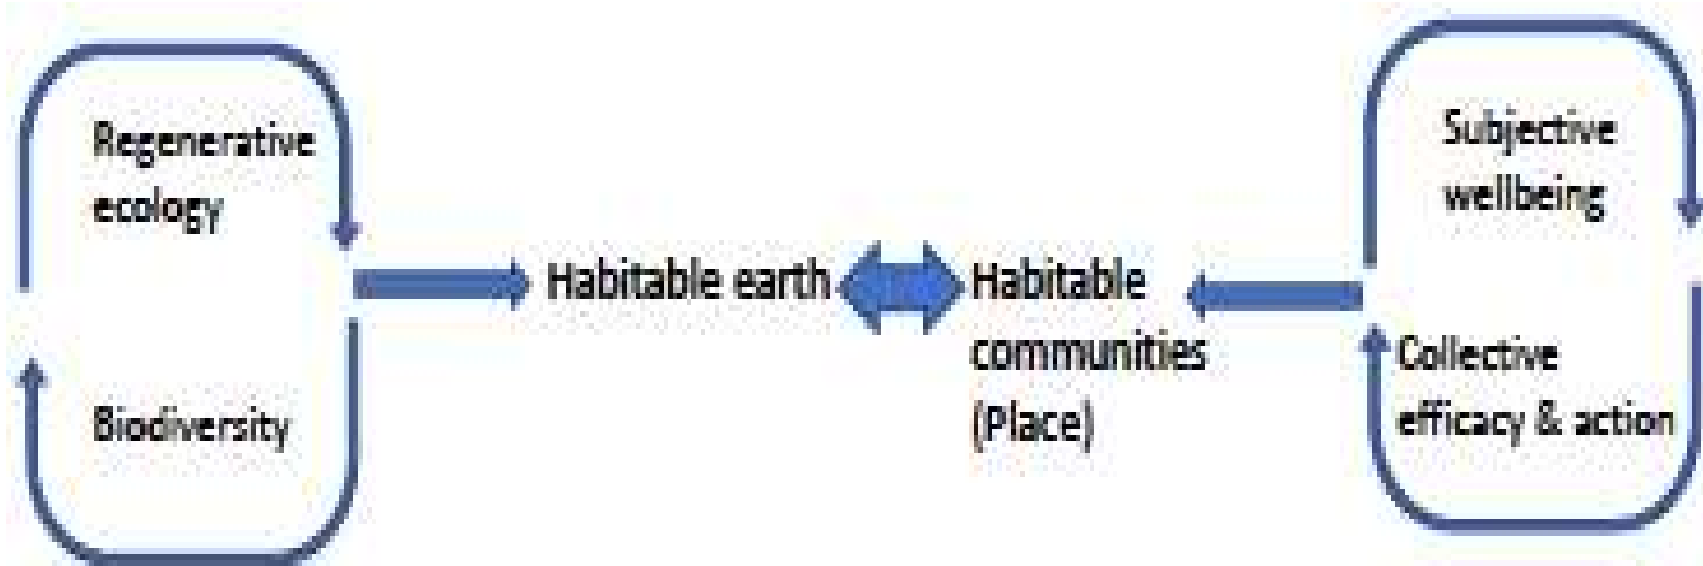 Regenerative
ecology
Biodiversity
Habitable earth
Habitable
communities
(Place)
Subjective
wellbeing
Collective
efficacy & action